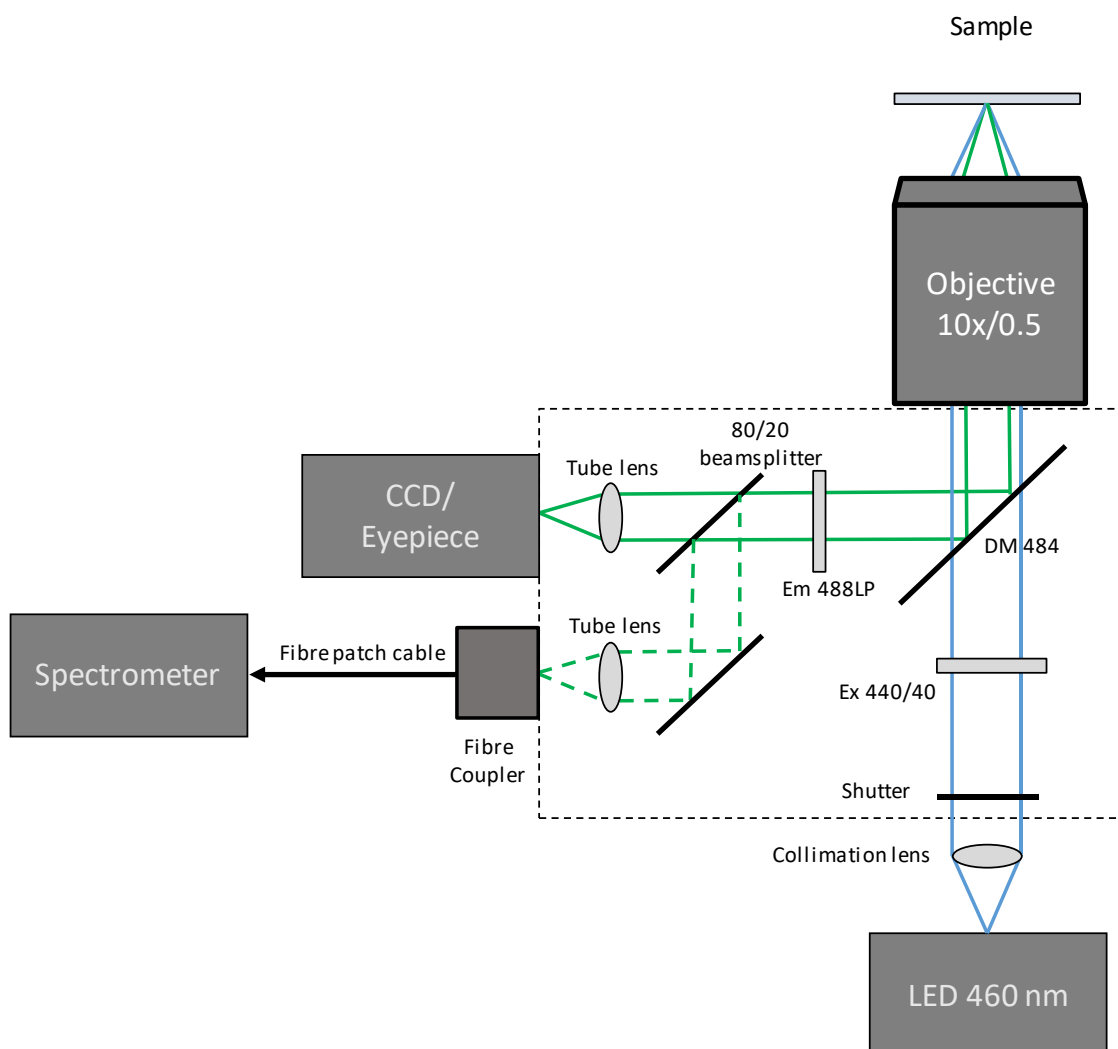 Sample
Objective
10x/0.5
80/20
beamsplitter
Tube lens
CCD/
Eyepiece
DM 484
Em 488LP
Tube lens
Fibre patch cable
Spectrometer
Ex 440/40
Fibre
Coupler
Shutter
Collimation lens
LED 460 nm